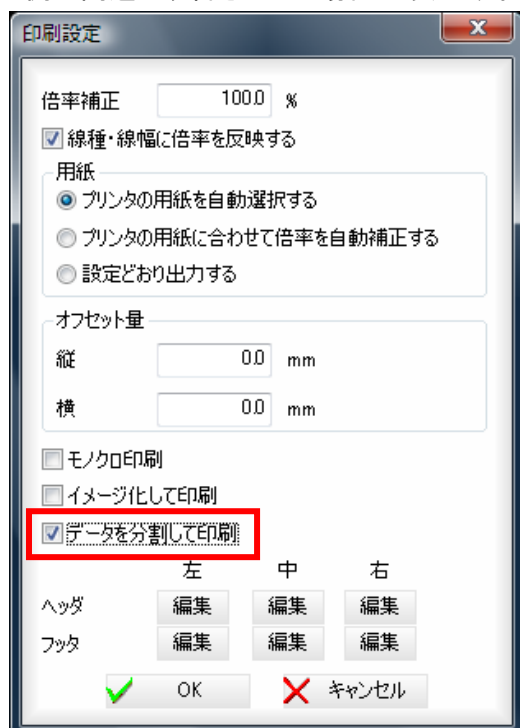 印刷設定
倍率補正 100.0 %
線種・線幅に倍率を反映する
用紙
プリンタの用紙を自動選択する
プリンタの用紙に合わせて倍率を自動補正する
設定どおり出力する
オフセット量
縦 0.0 mm
横 0.0 mm
モノクロ印刷
イメージ化して印刷
データを分割して印刷
左 中 右
ヘッダ 編集 編集 編集
フッタ 編集 編集 編集
OK キャンセル